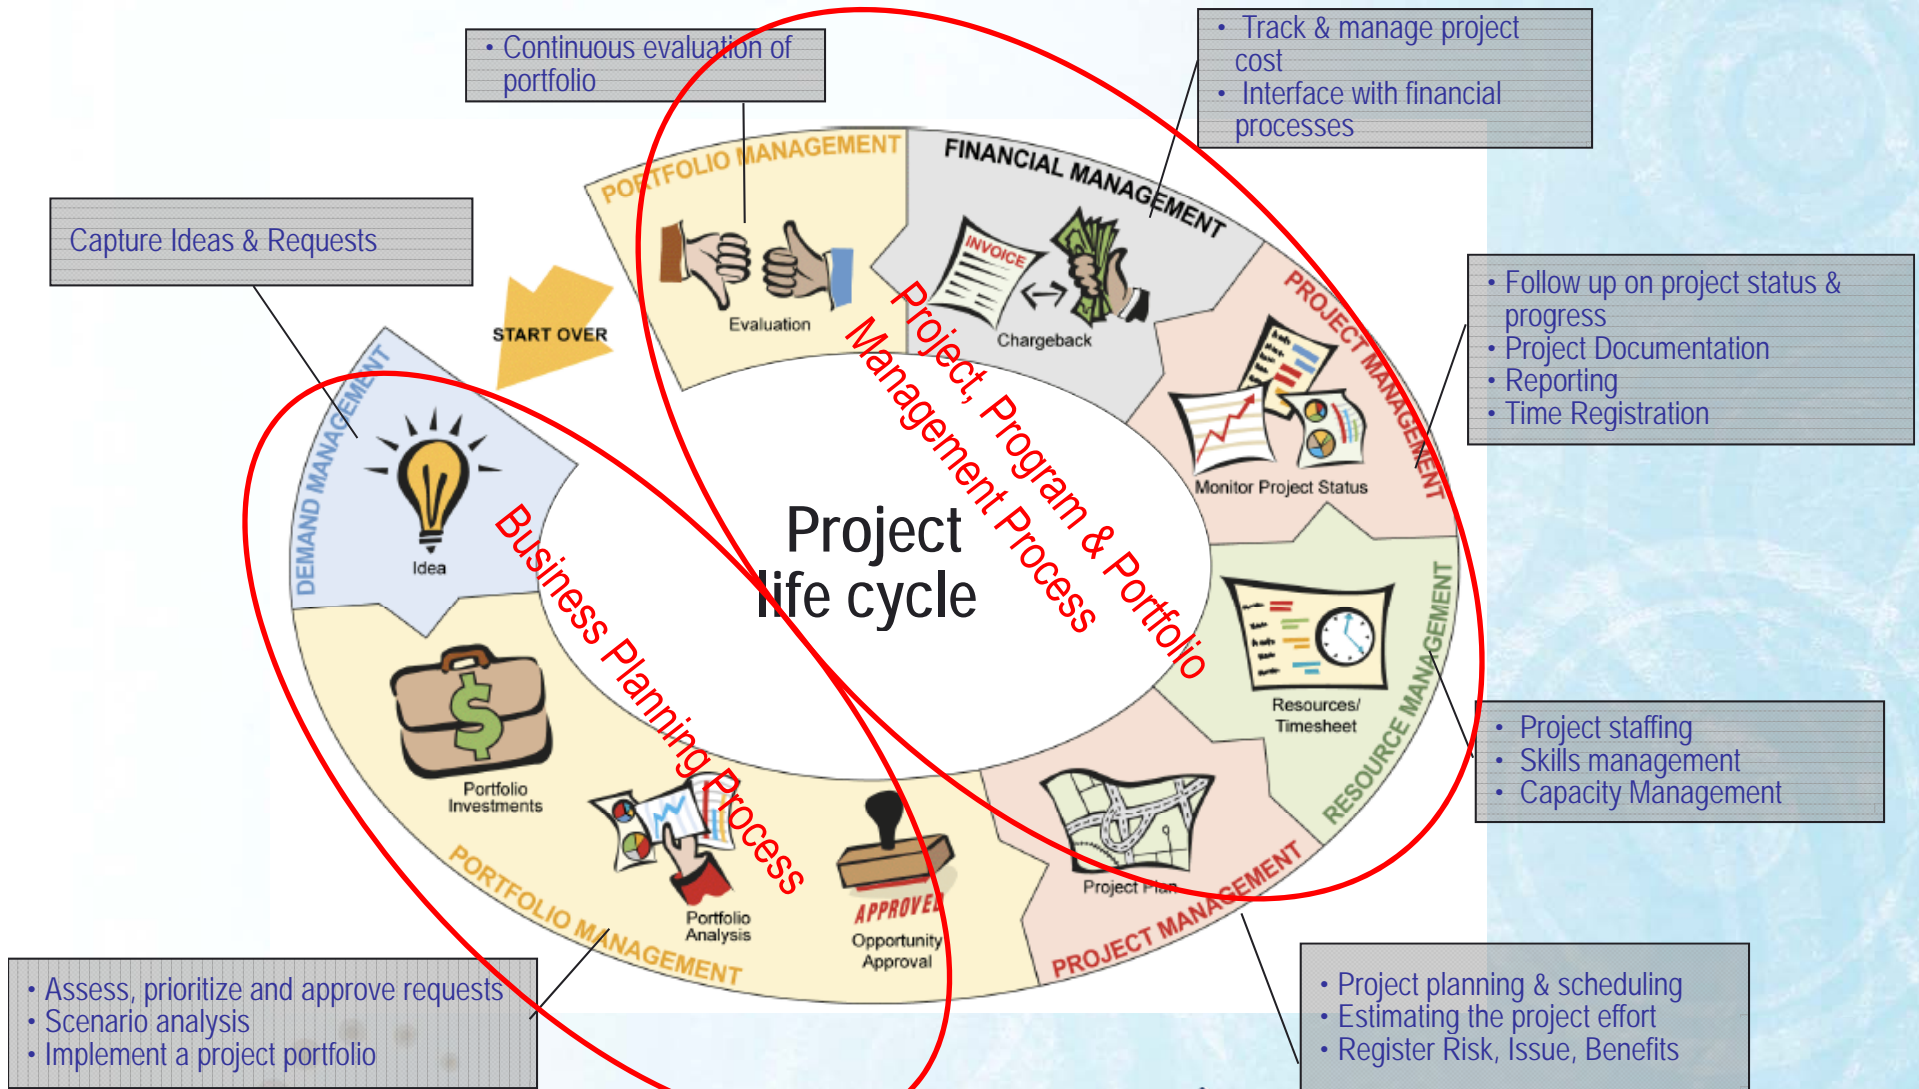 • Continuous evaluation of
portfolio
• Track & manage project
cost
• Interface with financial
processes
Capture Ideas & Requests
• Follow up on project status &
progress
• Project Documentation
• Reporting
• Time Registration
• Project staffing
• Skills management
• Capacity Management
• Project planning & scheduling
• Estimating the project effort
• Register Risk, Issue, Benefits
• Assess, prioritize and approve requests
• Scenario analysis
• Implement a project portfolio
START OVER
DEMAND MANAGEMENT
Idea
PORTFOLIO MANAGEMENT
Portfolio
Investments
Portfolio
Analysis
APPROVED
Opportunity
Approval
PROJECT MANAGEMENT
Project Plan
RESOURCE MANAGEMENT
Resources/
Timesheet
PROJECT MANAGEMENT
Monitor Project Status
FINANCIAL MANAGEMENT
INVOICE
Chargeback
PORTFOLIO MANAGEMENT
Evaluation
Project
life cycle
Business Planning Process
Project, Program & Portfolio
Management Process